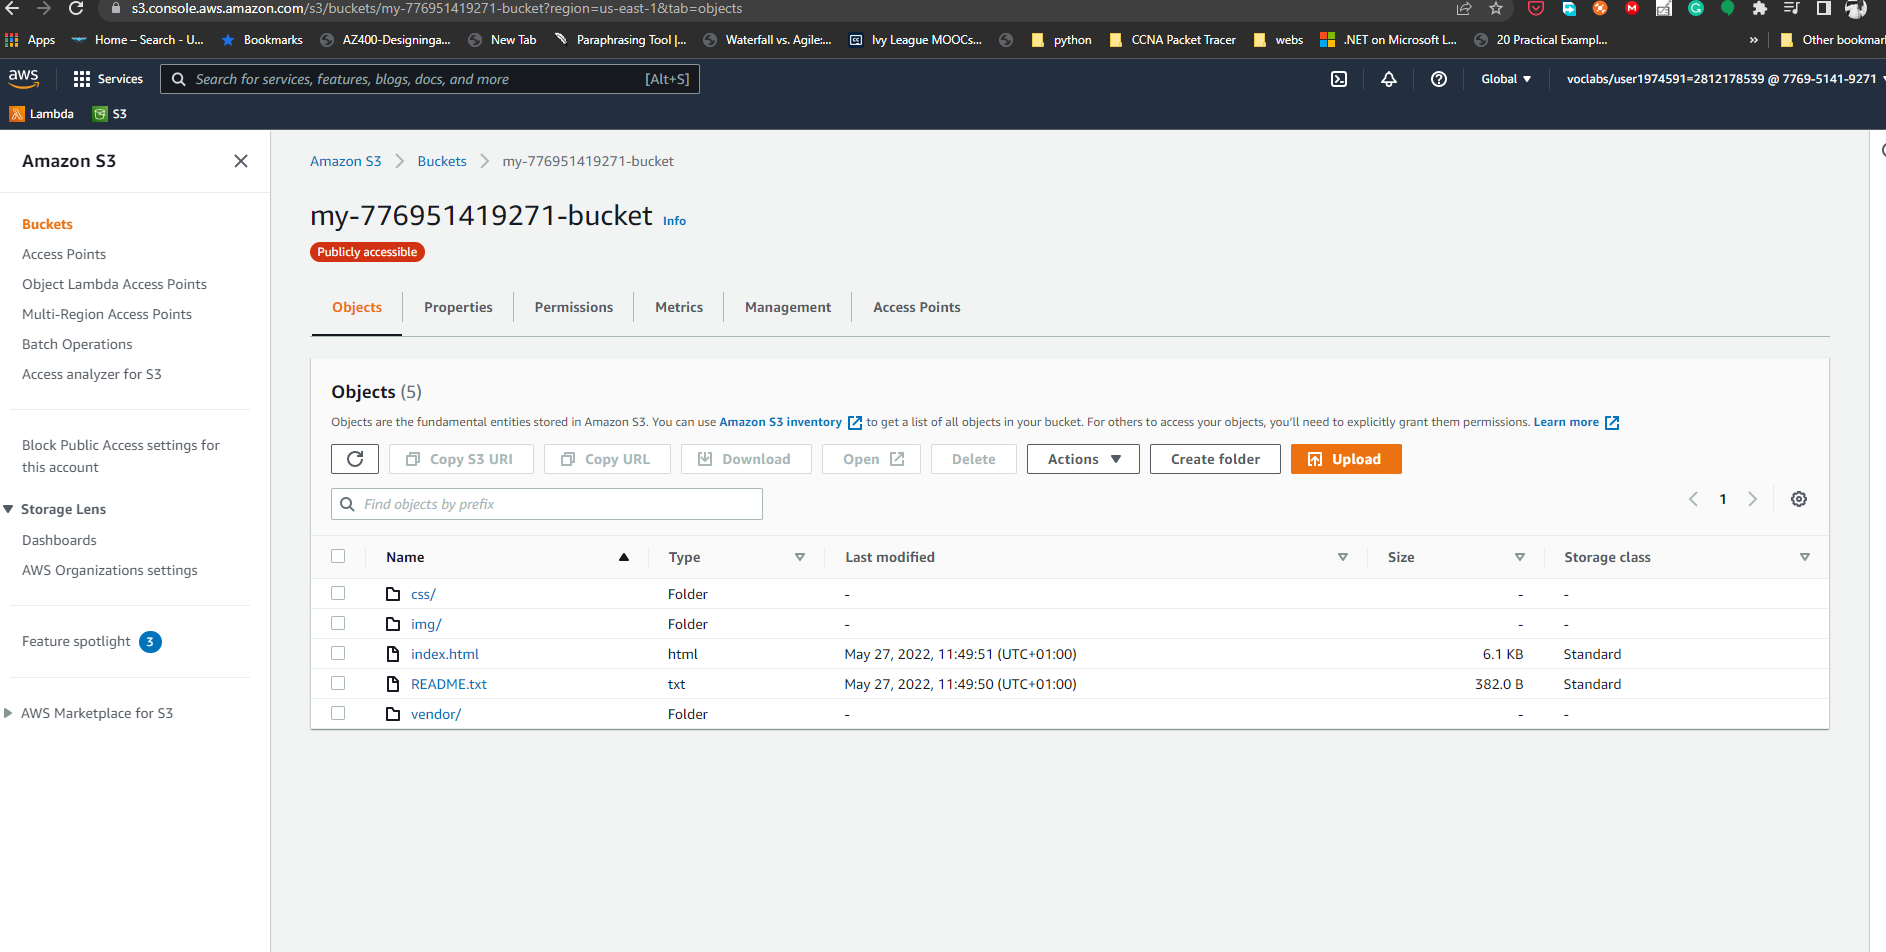 s3.console.aws.amazon.com/s3/buckets/my-776951419271-bucket?region=us-east-1&tab=objects
Apps Home – Search - U... Bookmarks AZ400-Designinga... New Tab Paraphrasing Tool |... Waterfall vs. Agile:... Ivy League MOOCs... python CCNA Packet Tracer webs .NET on Microsoft L... 20 Practical Exampl... » Other bookmar
aws Services Search for services, features, blogs, docs, and more [Alt+S] Global voclabs/user1974591=2812178539 @ 7769-5141-9271
Lambda S3
Amazon S3
Buckets
Access Points
Object Lambda Access Points
Multi-Region Access Points
Batch Operations
Access analyzer for S3
Block Public Access settings for
this account
Storage Lens
Dashboards
AWS Organizations settings
Feature spotlight 3
AWS Marketplace for S3
Amazon S3 Buckets my-776951419271-bucket
my-776951419271-bucket Info
Publicly accessible
Objects Properties Permissions Metrics Management Access Points
Objects (5)
Objects are the fundamental entities stored in Amazon S3. You can use Amazon S3 inventory to get a list of all objects in your bucket. For others to access your objects, you'll need to explicitly grant them permissions. Learn more
Copy S3 URI Copy URL Download Open Delete Actions Create folder Upload
Find objects by prefix 1
Name Type Last modified Size Storage class
css/ Folder - - -
img/ Folder - - -
index.html html May 27, 2022, 11:49:51 (UTC+01:00) 6.1 KB Standard
README.txt txt May 27, 2022, 11:49:50 (UTC+01:00) 382.0 B Standard
vendor/ Folder - - -